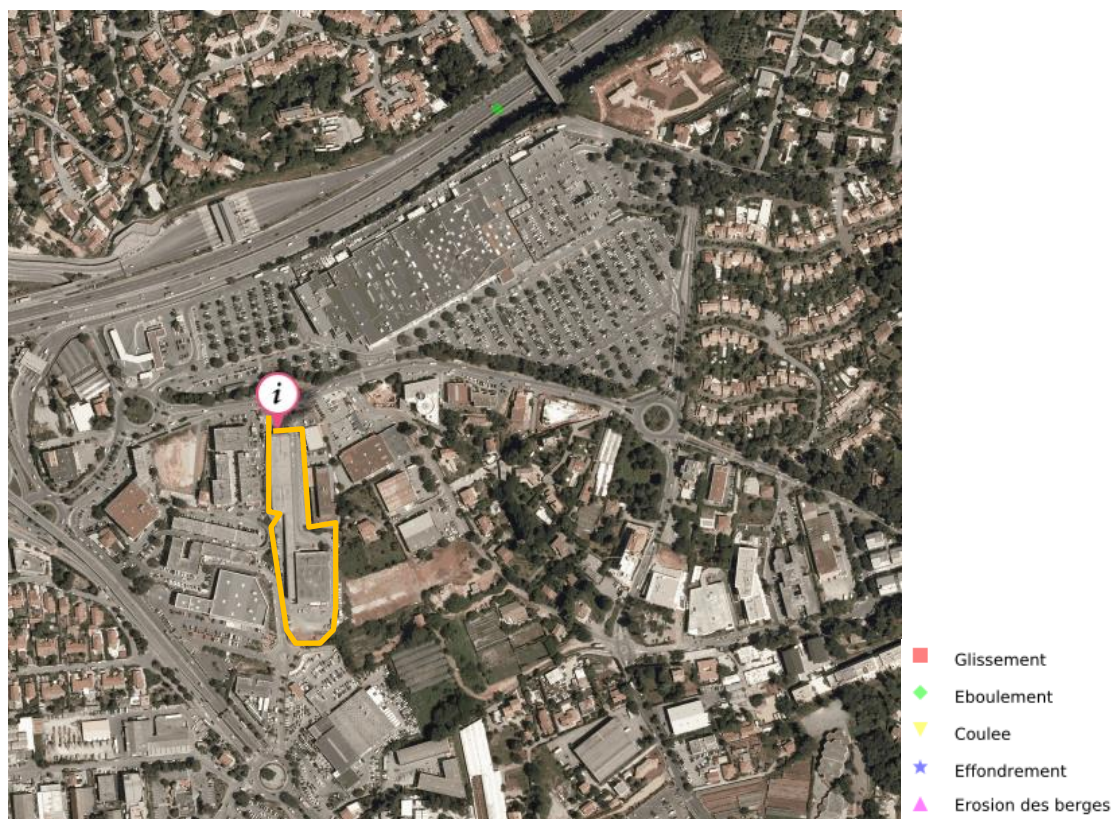 i
Glissement
Eboulement
Coulee
Effondrement
Erosion des berges